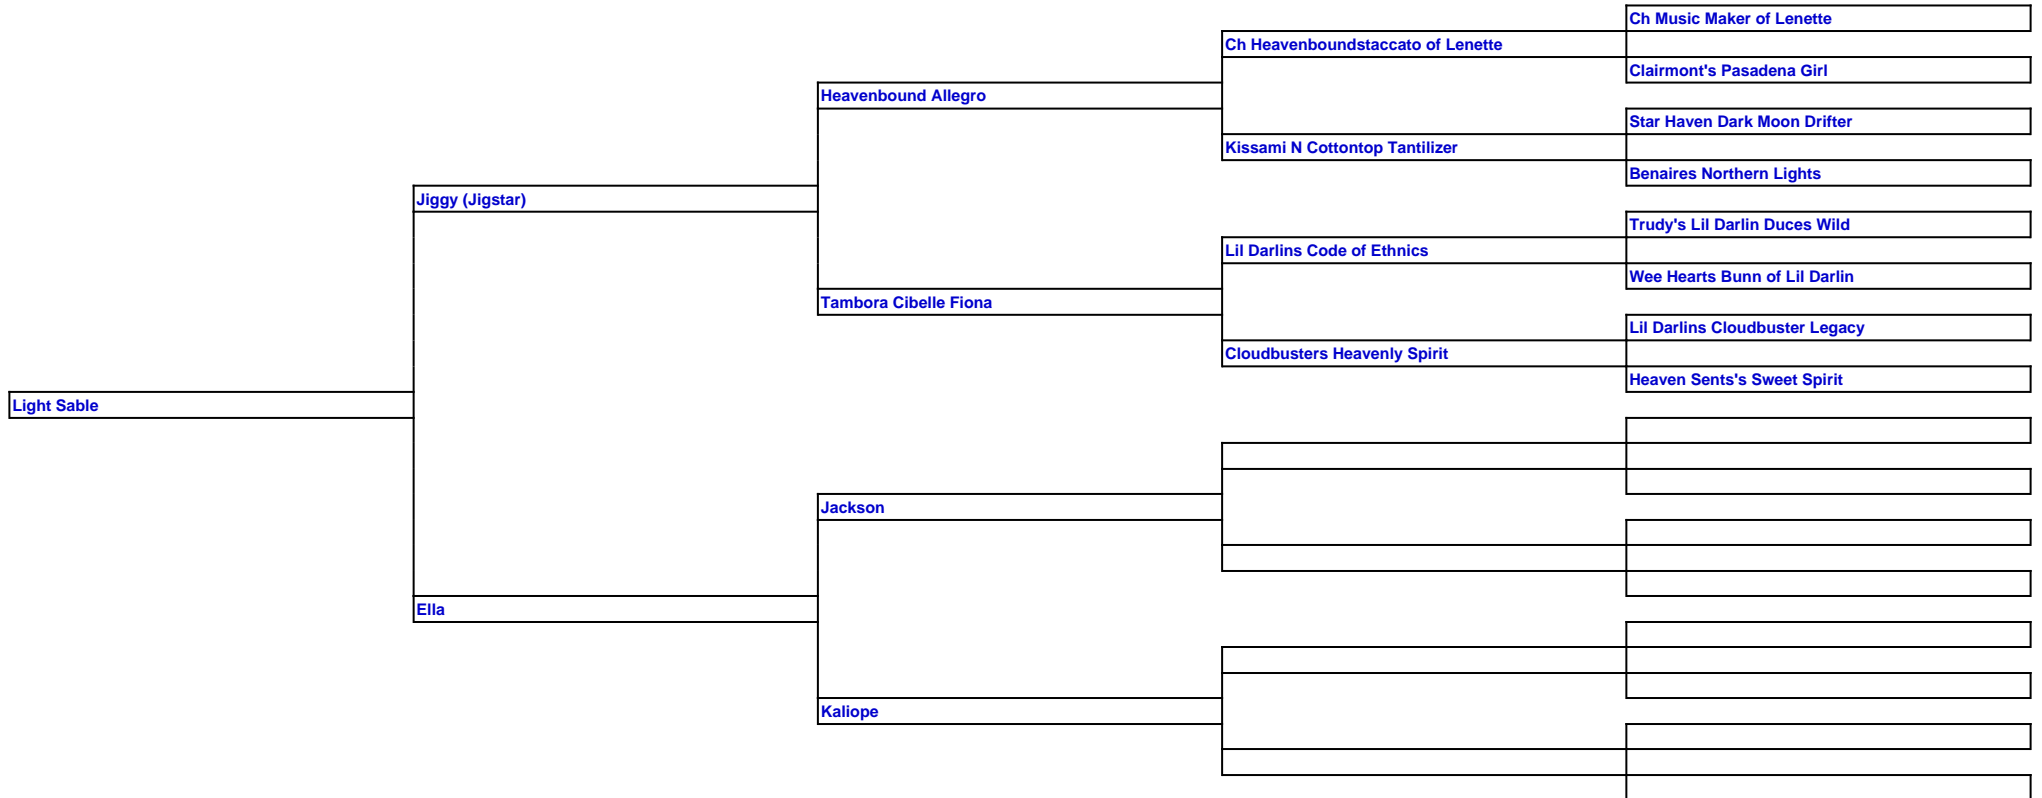 Ch Music Maker of Lenette
Ch Heavenboundstaccato of Lenette
Clairmont's Pasadena Girl
Heavenbound Allegro
Star Haven Dark Moon Drifter
Kissami N Cottontop Tantilizer
Benaires Northern Lights
Jiggy (Jigstar)
Trudy's Lil Darlin Duces Wild
Lil Darlins Code of Ethnics
Wee Hearts Bunn of Lil Darlin
Tambora Cibelle Fiona
Lil Darlins Cloudbuster Legacy
Cloudbusters Heavenly Spirit
Heaven Sents's Sweet Spirit
Light Sable
Jackson
Ella
Kaliope